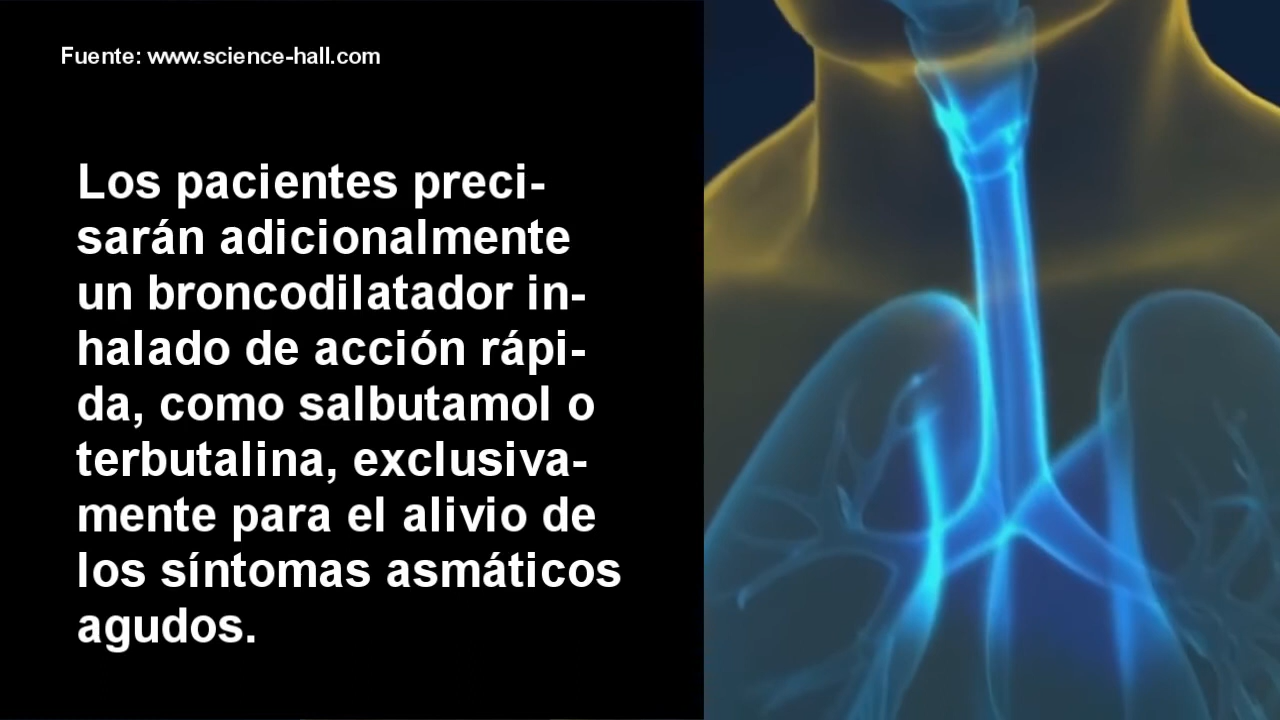 Fuente: www.science-hall.com
Los pacientes preci-
sarán adicionalmente
un broncodilatador in-
halado de acción rápi-
da, como salbutamol o
terbutalina, exclusiva-
mente para el alivio de
los síntomas asmáticos
agudos.